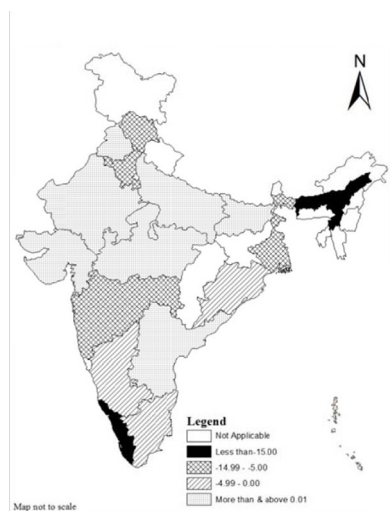 N
Legend
Not Applicable
Less than-15.00
-14.99 - -5.00
-4.99 - 0.00
More than & above 0.01
Map not to scale